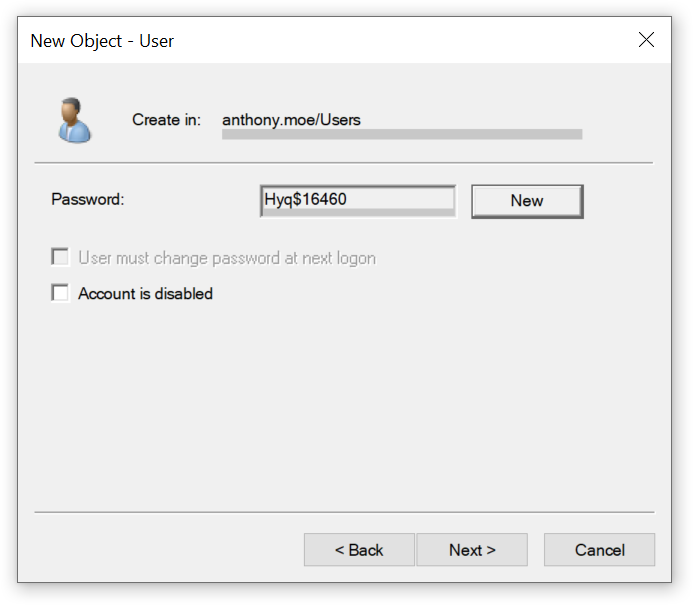 New Object - User
Create in: anthony.moe/Users
Password: Hyq$16460 New
User must change password at next logon
Account is disabled
< Back Next > Cancel